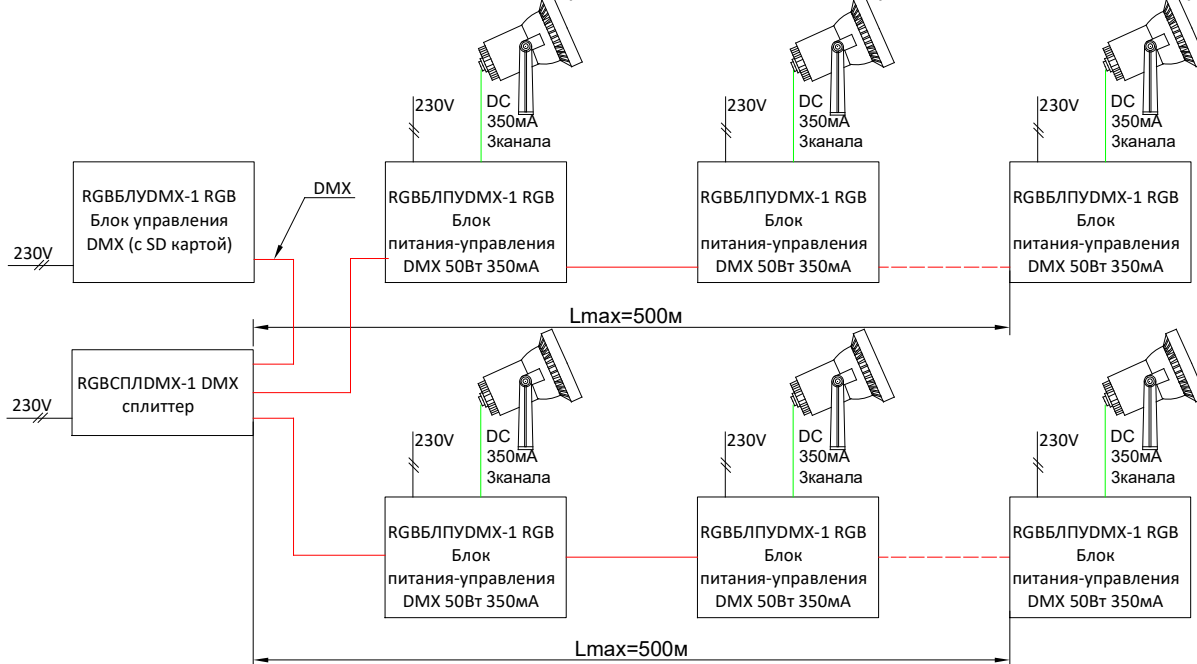 230V
DC
350мА
3канала
230V
DC
350мА
3канала
230V
DC
350мА
3канала
RGBБЛУDMX-1 RGB
Блок управления
DMX (с SD картой)
230V
DMX
RGBБЛПУDMX-1 RGB
Блок
питания-управления
DMX 50Вт 350мА
RGBБЛПУDMX-1 RGB
Блок
питания-управления
DMX 50Вт 350мА
RGBБЛПУDMX-1 RGB
Блок
питания-управления
DMX 50Вт 350мА
Lmax=500м
RGBСПЛDMX-1 DMX
сплиттер
230V
230V
DC
350мА
3канала
230V
DC
350мА
3канала
230V
DC
350мА
3канала
RGBБЛПУDMX-1 RGB
Блок
питания-управления
DMX 50Вт 350мА
RGBБЛПУDMX-1 RGB
Блок
питания-управления
DMX 50Вт 350мА
RGBБЛПУDMX-1 RGB
Блок
питания-управления
DMX 50Вт 350мА
Lmax=500м